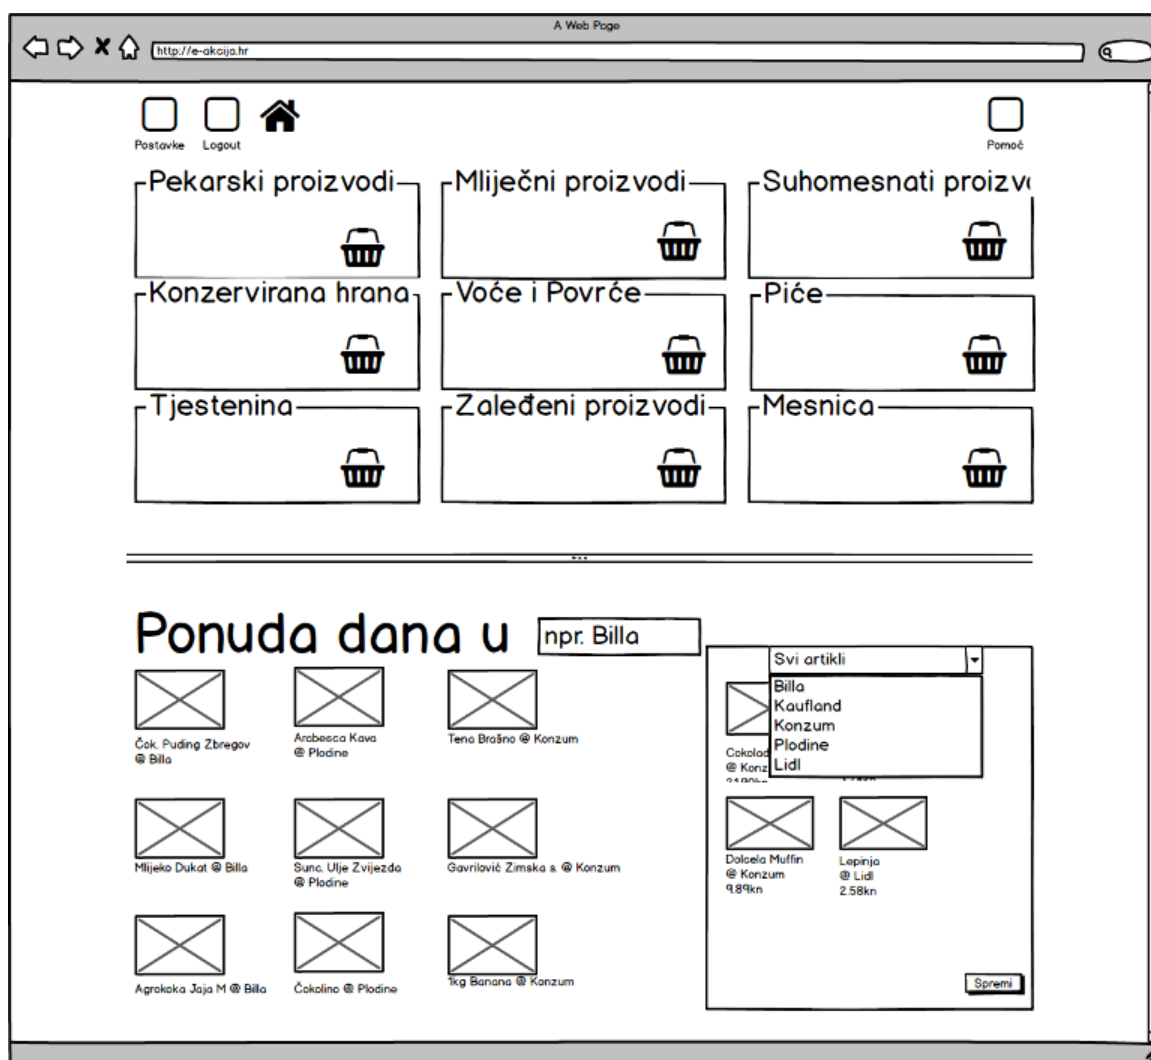 A Web Page
http://e-akcija.hr
Postavke
Logout
Pomoć
Pekarski proizvodi
Mliječni proizvodi
Suhomesnati proizv
Konzervirana hrana
Voće i Povrće
Piće
Tjestenina
Zaleđeni proizvodi
Mesnica
Ponuda dana u
npr. Billa
Čok. Puding Zbregov
@ Billa
Arabesca Kava
@ Plodine
Tena Brašno @ Konzum
Mlijeko Dukat @ Billa
Sunc. Ulje Zvijezda
@ Plodine
Gavrilović Zimska s. @ Konzum
Agrokoka Jaja M @ Billa
Čokolino @ Plodine
1kg Banana @ Konzum
Svi artikli
Billa
Kaufland
Konzum
Plodine
Lidl
Cokolad
@ Konz
Dolcela Muffin
@ Konzum
9.89kn
Lepinja
@ Lidl
2.58kn
Spremi